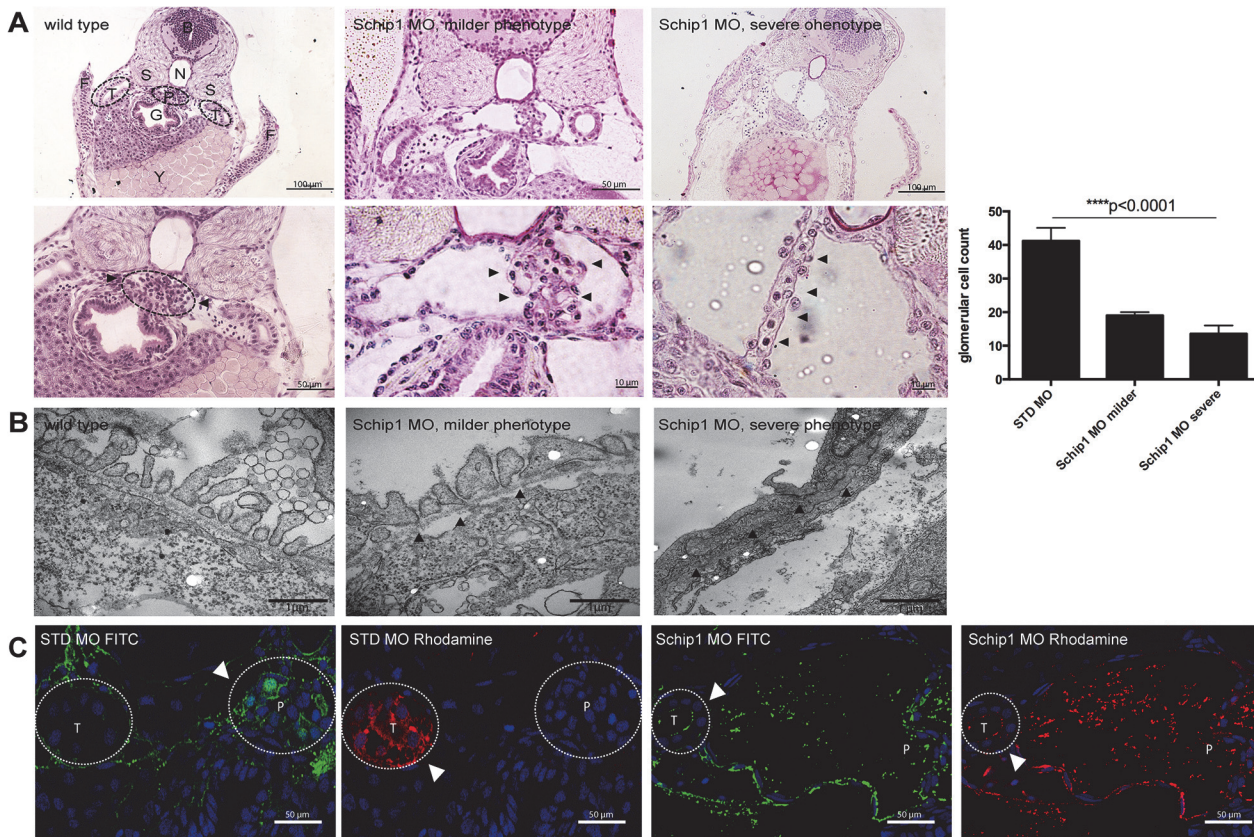 A
wild type
Schip1 MO, milder phenotype
Schip1 MO, severe ohenotype
B
S
N
S
F
T
P
T
G
F
Y
100 µm
50 µm
100 µm
50 µm
10 µm
10 µm
****p<0.0001
glomerular cell count
50
40
30
20
10
0
STD MO
Schip1 MO milder
Schip1 MO severe
B
wild type
Schip1 MO, milder phenotype
Schip1 MO, severe phenotype
1µm
1µm
1µm
C
STD MO FITC
STD MO Rhodamine
Schip1 MO FITC
Schip1 MO Rhodamine
T
P
T
P
T
P
T
P
50 µm
50 µm
50 µm
50 µm